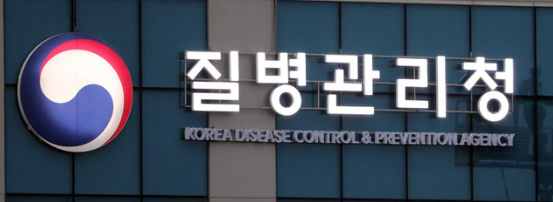 질병관리청
KOREA DISEASE CONTROL & PREVENTION AGENCY